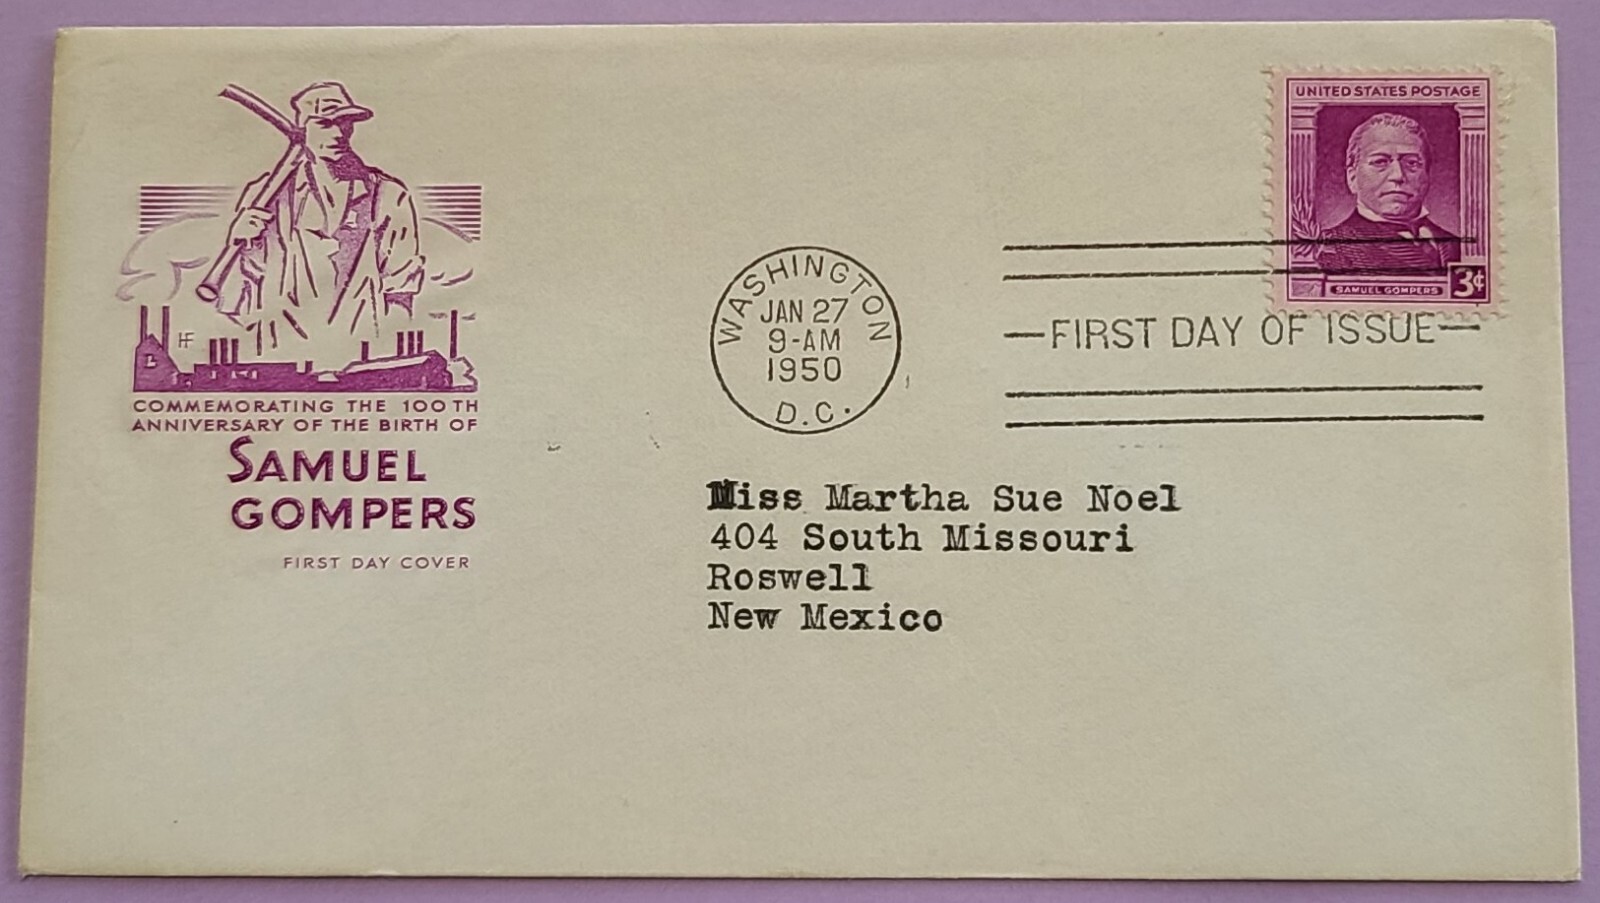 HF
COMMEMORATING THE 100TH
ANNIVERSARY OF THE BIRTH OF
SAMUEL
GOMPERS
FIRST DAY COVER
WASHINGTON
JAN 27
9-AM
1950
D.C.
UNITED STATES POSTAGE
SAMUEL GOMPERS
3¢
FIRST DAY OF ISSUE
Miss Martha Sue Noel
404 South Missouri
Roswell
New Mexico